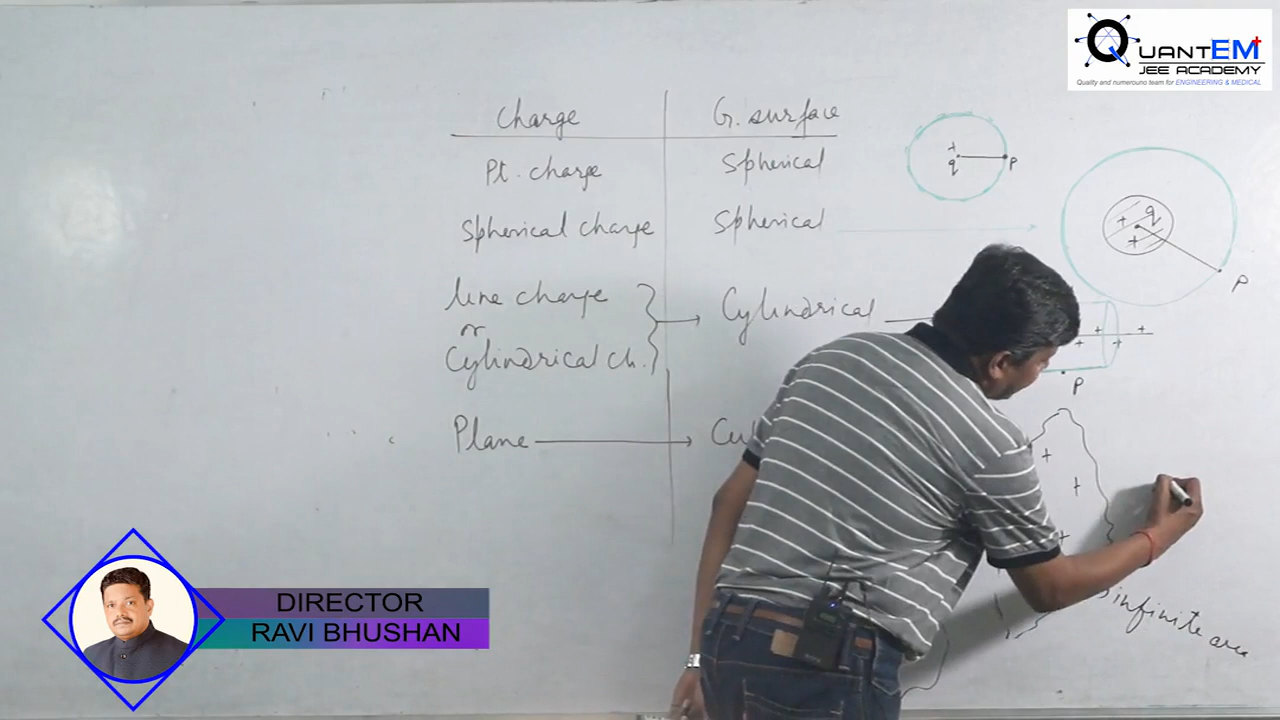 QUANTEM+
JEE ACADEMY
Quality and numerouno team for ENGINEERING & MEDICAL
Charge G. surface
Pt. charge Spherical
Spherical charge Spherical
line charge
or
Cylindrical ch. Cylindrical
Plane
+
q
P
+ q
+
P
+ +
+ +
P
+
+
+
infinite area
DIRECTOR
RAVI BHUSHAN